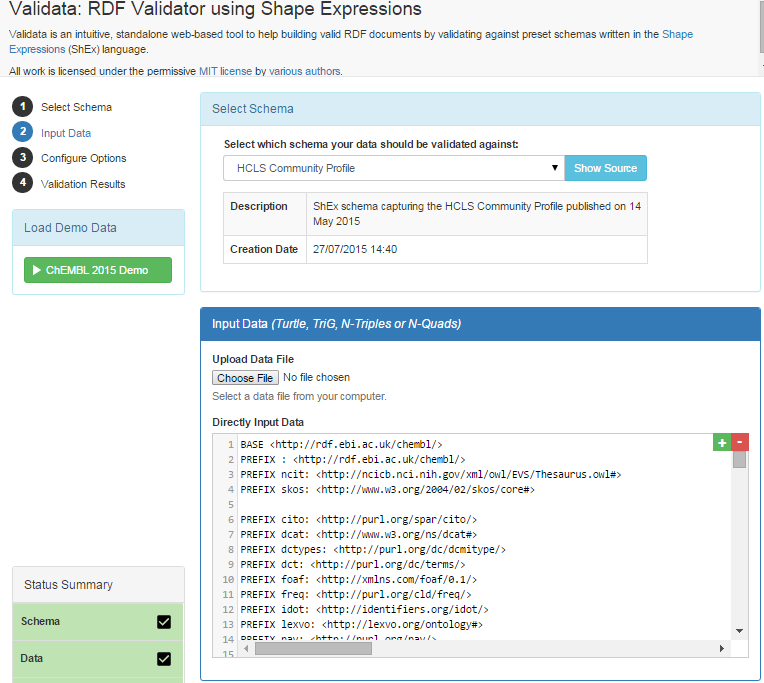 Validata: RDF Validator using Shape Expressions
Validata is an intuitive, standalone web-based tool to help building valid RDF documents by validating against preset schemas written in the Shape
Expressions (ShEx) language.
All work is licensed under the permissive MIT license by various authors.
1 Select Schema
2 Input Data
3 Configure Options
4 Validation Results
Load Demo Data
ChEMBL 2015 Demo
Select Schema
Select which schema your data should be validated against:
HCLS Community Profile
Show Source
Description ShEx schema capturing the HCLS Community Profile published on 14
May 2015
Creation Date 27/07/2015 14:40
Input Data (Turtle, TriG, N-Triples or N-Quads)
Upload Data File
Choose File No file chosen
Select a data file from your computer.
Directly Input Data
+ -
1 BASE <http://rdf.ebi.ac.uk/chembl/>
2 PREFIX : <http://rdf.ebi.ac.uk/chembl/>
3 PREFIX ncit: <http://ncicb.nci.nih.gov/xml/owl/EVS/Thesaurus.owl#>
4 PREFIX skos: <http://www.w3.org/2004/02/skos/core#>
5
6 PREFIX cito: <http://purl.org/spar/cito/>
7 PREFIX dcat: <http://www.w3.org/ns/dcat#>
8 PREFIX dctypes: <http://purl.org/dc/dcmitype/>
9 PREFIX dct: <http://purl.org/dc/terms/>
10 PREFIX foaf: <http://xmlns.com/foaf/0.1/>
11 PREFIX freq: <http://purl.org/cld/freq/>
12 PREFIX idot: <http://identifiers.org/idot/>
13 PREFIX lexvo: <http://lexvo.org/ontology#>
14 PREFIX pav: <http://purl.org/pav/>
15
Status Summary
Schema
Data